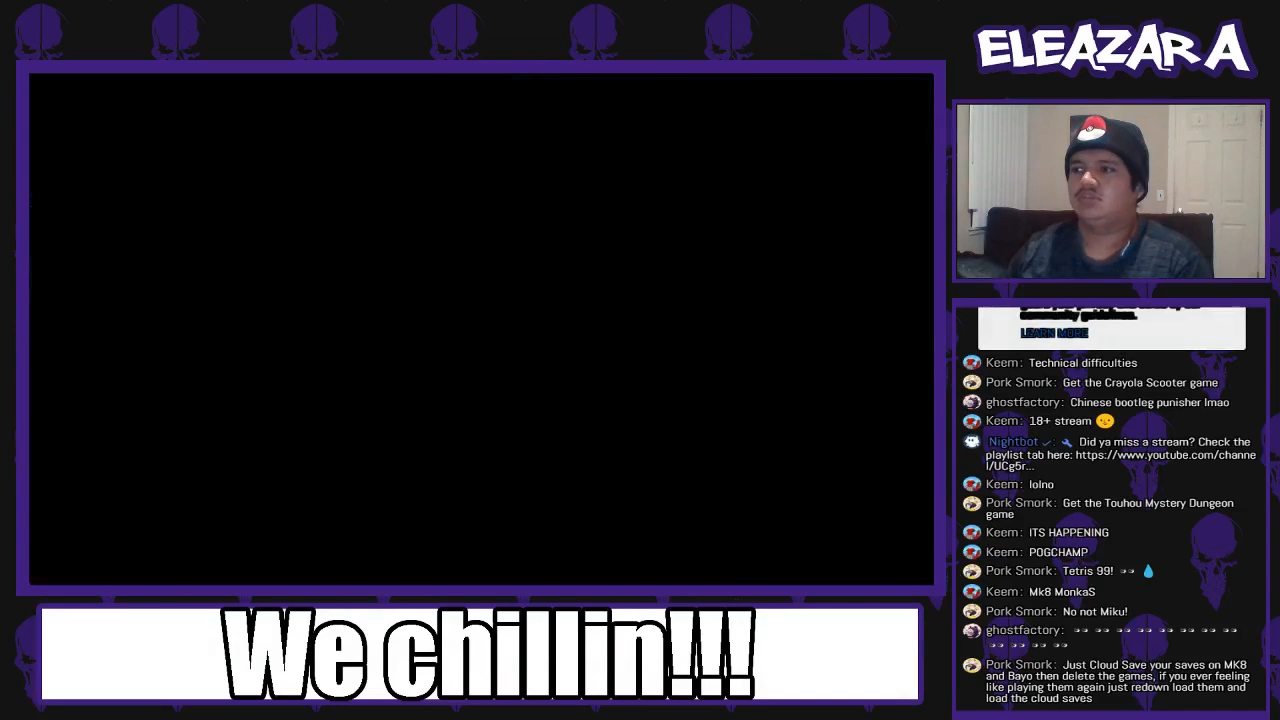 ELEAZAR A
community guidelines.
LEARN MORE
Keem: Technical difficulties
Pork Smork: Get the Crayola Scooter game
ghostfactory: Chinese bootleg punisher lmao
Keem: 18+ stream
Nightbot: Did ya miss a stream? Check the
playlist tab here: https://www.youtube.com/channe
l/UCg5r...
Keem: lolno
Pork Smork: Get the Touhou Mystery Dungeon
game
Keem: ITS HAPPENING
Keem: POGCHAMP
Pork Smork: Tetris 99!
Keem: Mk8 MonkaS
Pork Smork: No not Miku!
ghostfactory:
Pork Smork: Just Cloud Save your saves on MK8
and Bayo then delete the games, if you ever feeling
like playing them again just redown load them and
load the cloud saves
We chillin!!!